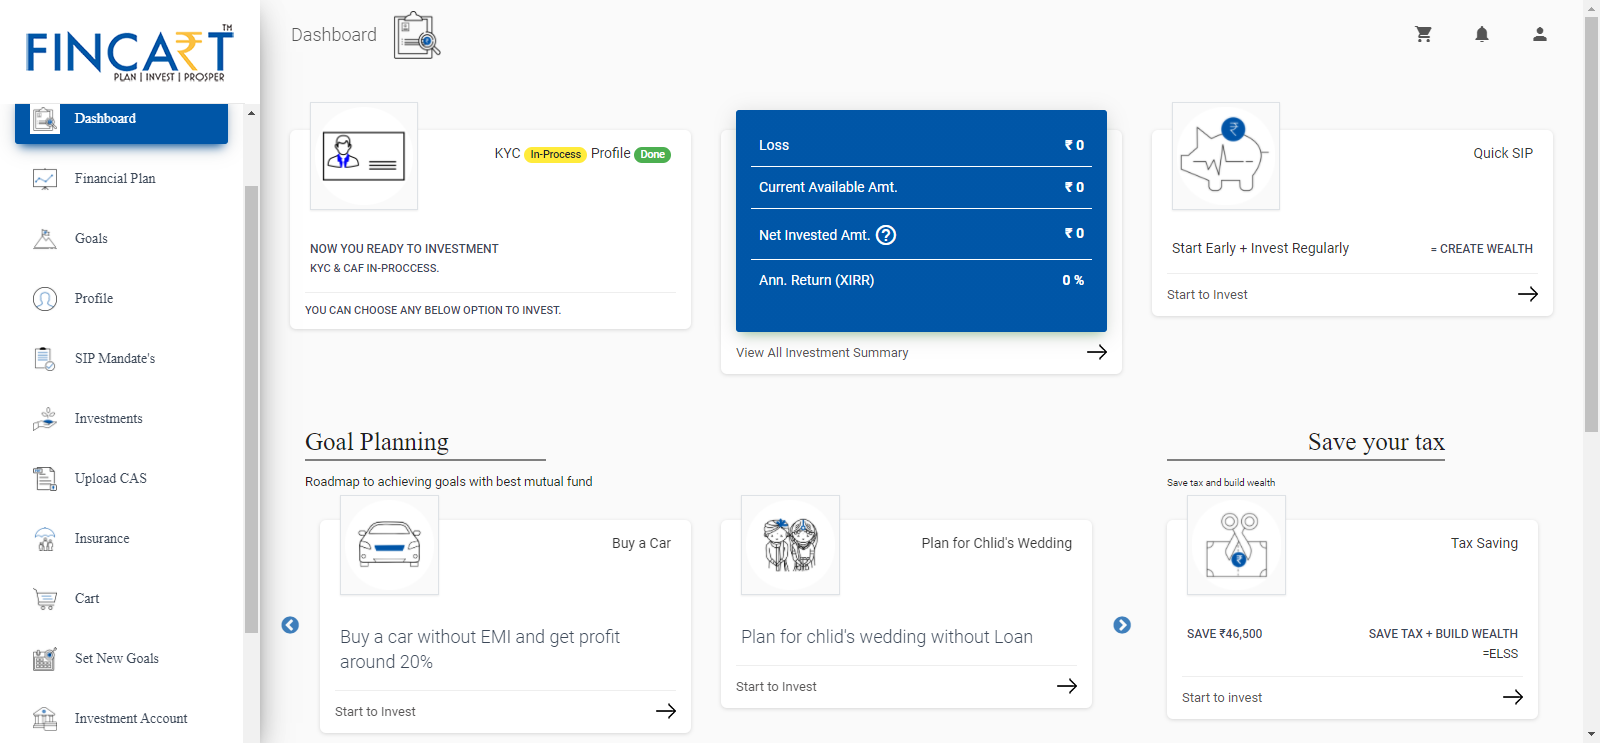 FINCART
TM
PLAN | INVEST | PROSPER
Dashboard
Financial Plan
Goals
Profile
SIP Mandate's
Investments
Upload CAS
Insurance
Cart
Set New Goals
Investment Account
Dashboard
KYC In-Process Profile Done
NOW YOU READY TO INVESTMENT
KYC & CAF IN-PROCCESS.
YOU CAN CHOOSE ANY BELOW OPTION TO INVEST.
Loss ₹ 0
Current Available Amt. ₹ 0
Net Invested Amt. ? ₹ 0
Ann. Return (XIRR) 0 %
View All Investment Summary
Quick SIP
Start Early + Invest Regularly = CREATE WEALTH
Start to Invest
Goal Planning
Roadmap to achieving goals with best mutual fund
Buy a Car
Buy a car without EMI and get profit
around 20%
Start to Invest
Plan for Chlid's Wedding
Plan for chlid's wedding without Loan
Start to Invest
Save your tax
Save tax and build wealth
Tax Saving
SAVE ₹46,500 SAVE TAX + BUILD WEALTH
=ELSS
Start to invest